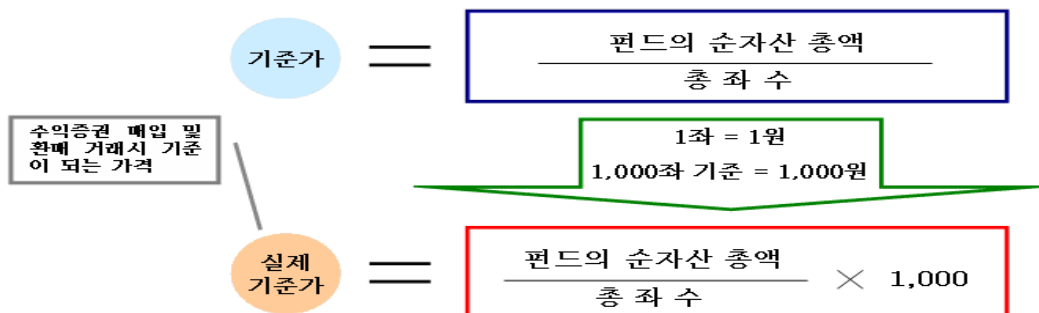 기준가
펀드의 순자산 총액
총 좌 수
수익증권 매입 및
환매 거래시 기준
이 되는 가격
1좌 = 1원
1,000좌 기준 = 1,000원
실제
기준가
펀드의 순자산 총액
총 좌 수
× 1,000